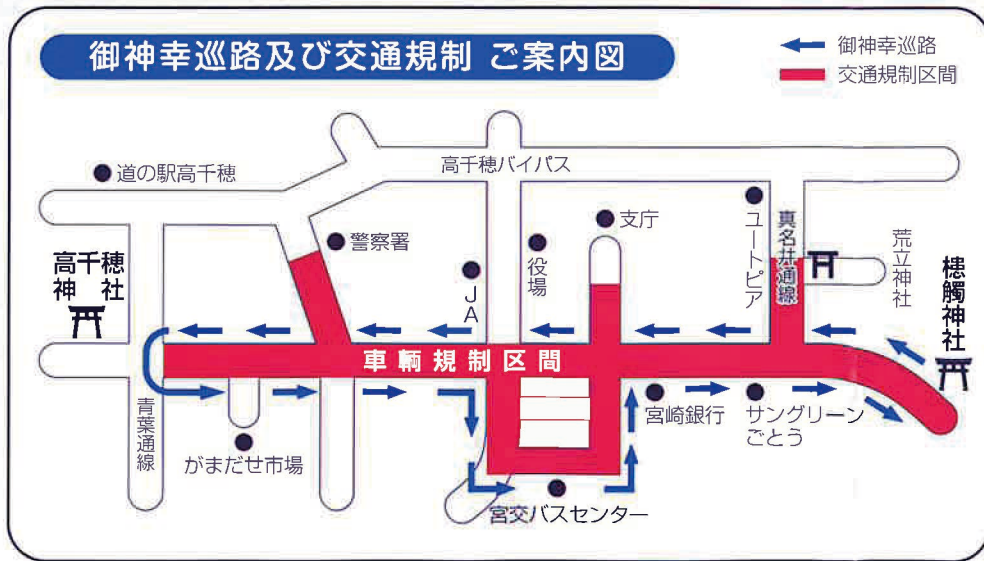 御神幸巡路及び交通規制 ご案内図
御神幸巡路
交通規制区間
高千穂バイパス
道の駅高千穂
警察署
支庁
ユートピア
真名井通線
荒立神社
高千穂
神社
JA
役場
槵觸神社
車輌規制区間
青葉通線
がまだせ市場
宮崎銀行
サングリーン
ごとう
宮交バスセンター